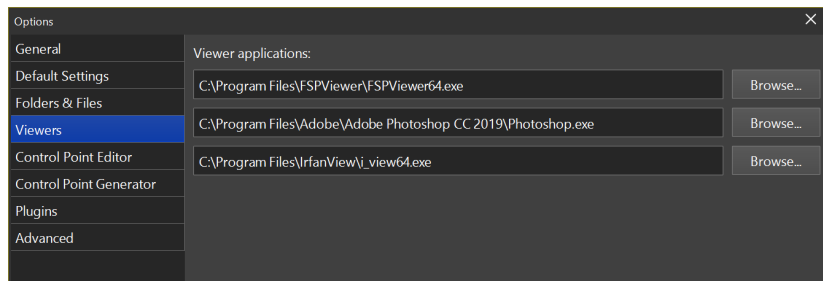 Options
General
Default Settings
Folders & Files
Viewers
Control Point Editor
Control Point Generator
Plugins
Advanced
Viewer applications:
C:\Program Files\FSPViewer\FSPViewer64.exe Browse...
C:\Program Files\Adobe\Adobe Photoshop CC 2019\Photoshop.exe Browse...
C:\Program Files\IrfanView\i_view64.exe Browse...